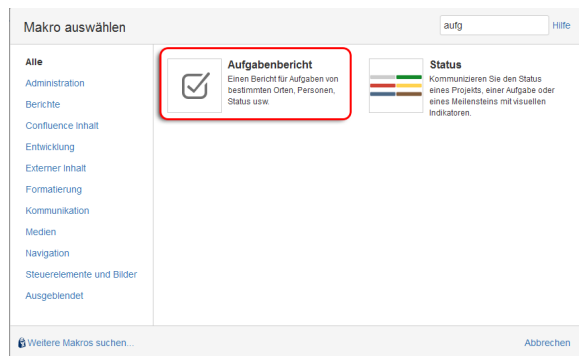 Makro auswählen
aufg
Hilfe
Alle
Administration
Berichte
Confluence Inhalt
Entwicklung
Externer Inhalt
Formatierung
Kommunikation
Medien
Navigation
Steuerelemente und Bilder
Ausgeblendet
Aufgabenbericht
Einen Bericht für Aufgaben von
bestimmten Orten, Personen,
Status usw.
Status
Kommunizieren Sie den Status
eines Projekts, einer Aufgabe oder
eines Meilensteins mit visuellen
Indikatoren.
Weitere Makros suchen...
Abbrechen